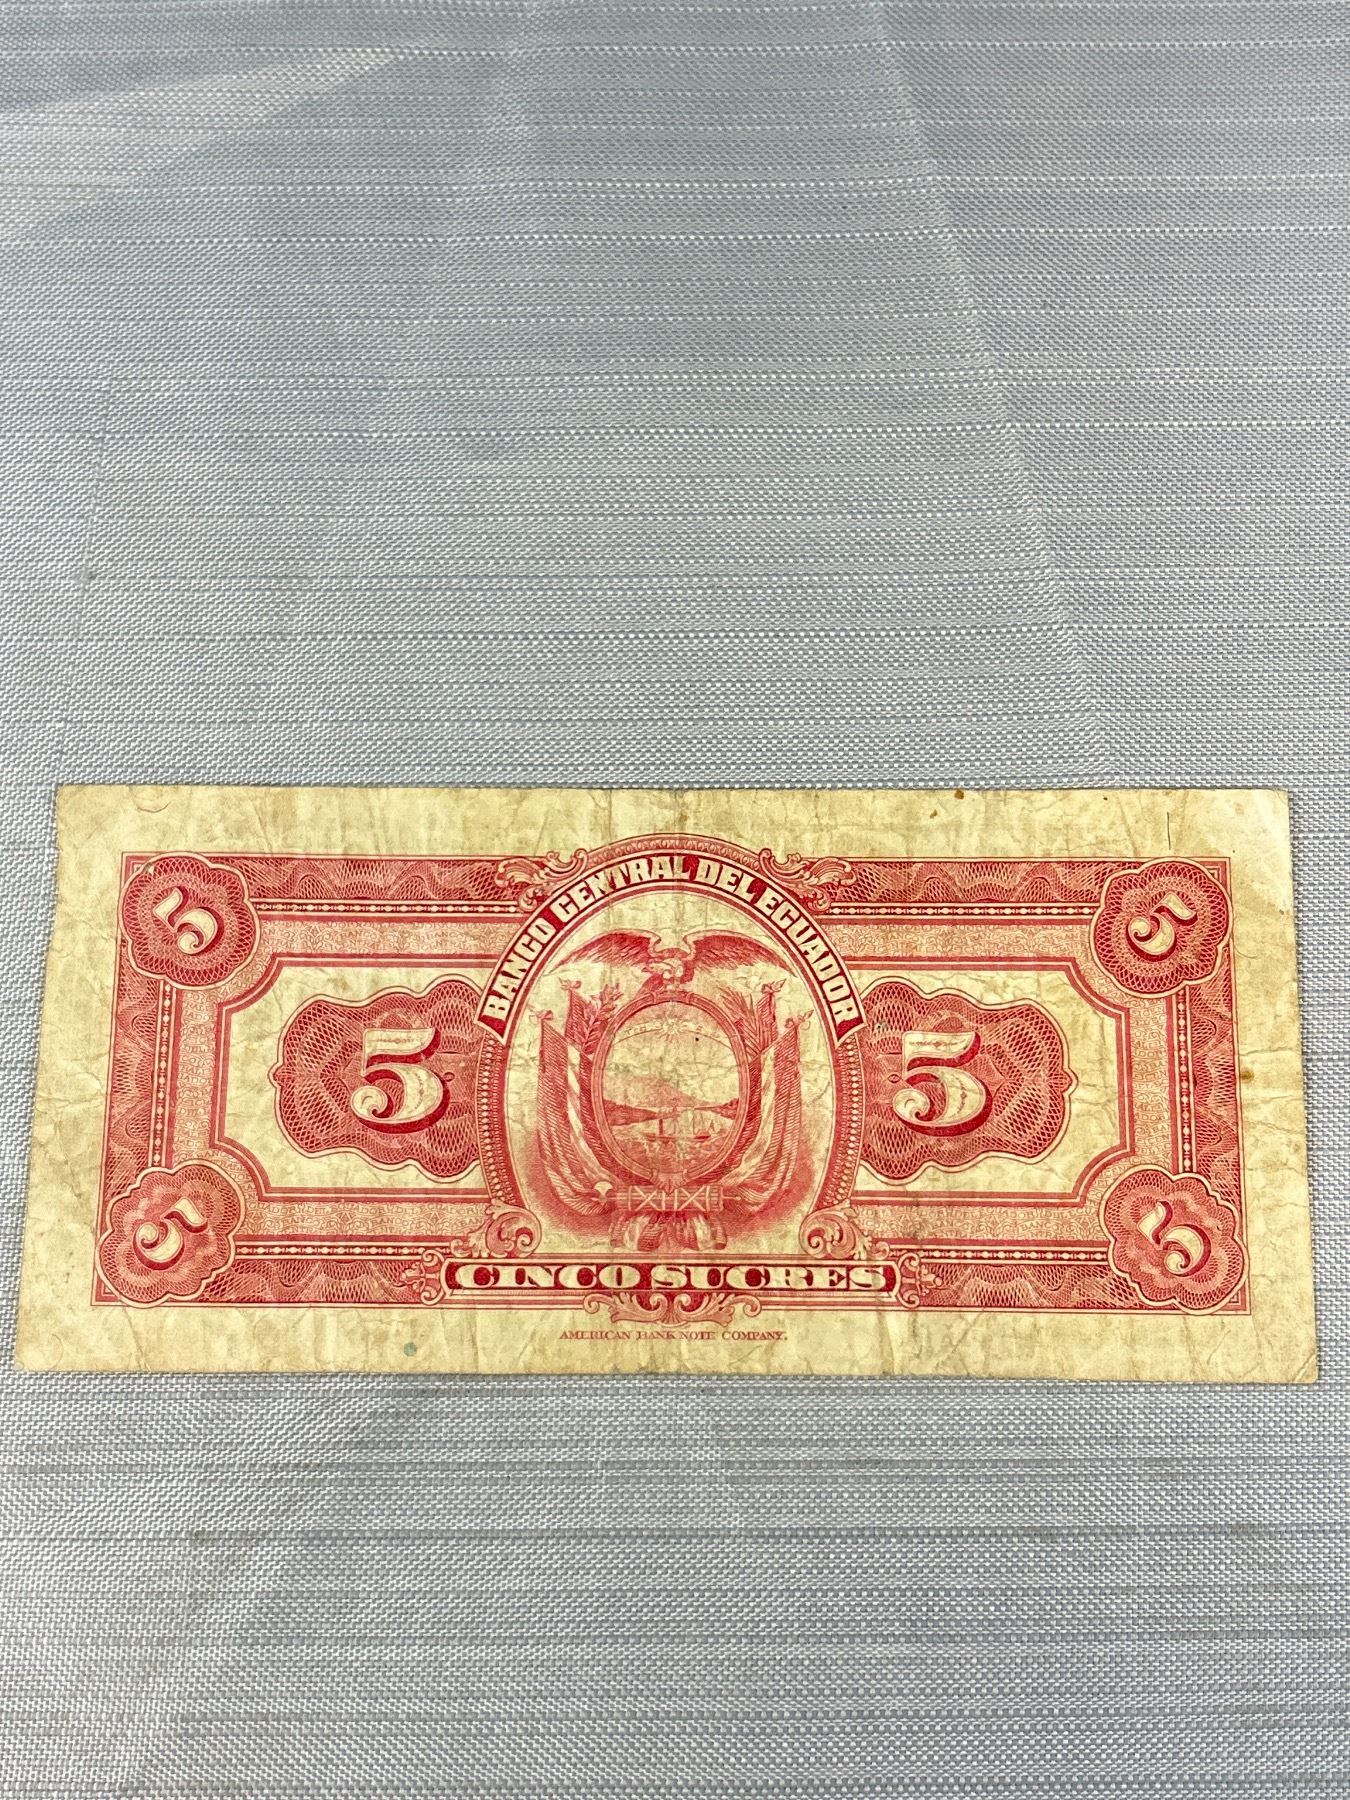 BANCO CENTRAL DEL ECUADOR
5 5
5 5
5 5
CINCO SUCRES
AMERICAN BANK NOTE COMPANY.